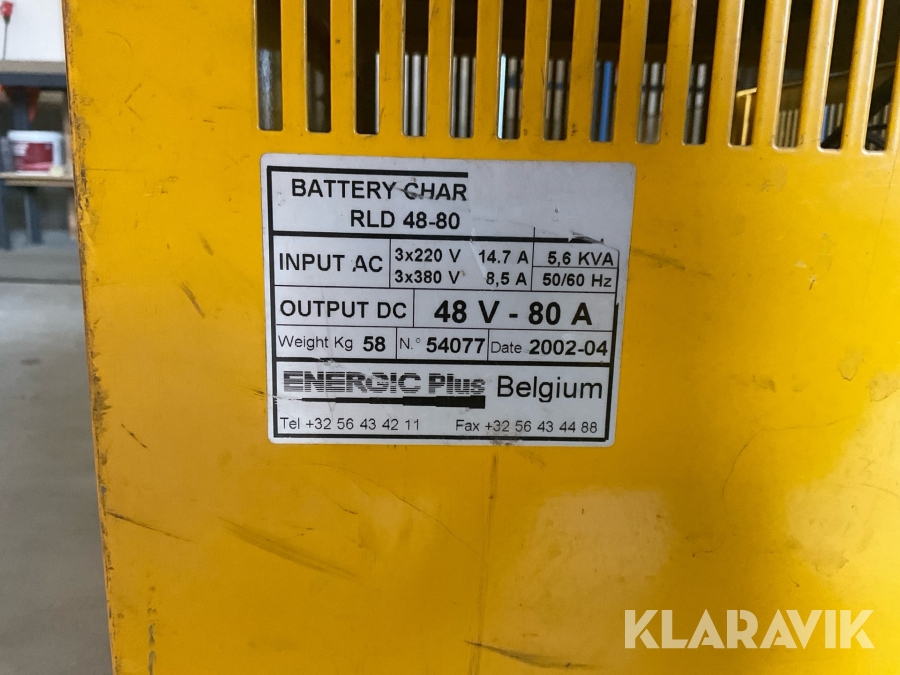 BATTERY CHAR
RLD 48-80
INPUT AC 3x220 V 14.7 A 5,6 KVA
3x380 V 8,5 A 50/60 Hz
OUTPUT DC 48 V - 80 A
Weight Kg 58 N.° 54077 Date 2002-04
ENERGIC Plus Belgium
Tel +32 56 43 42 11 Fax +32 56 43 44 88
KLARAVIK